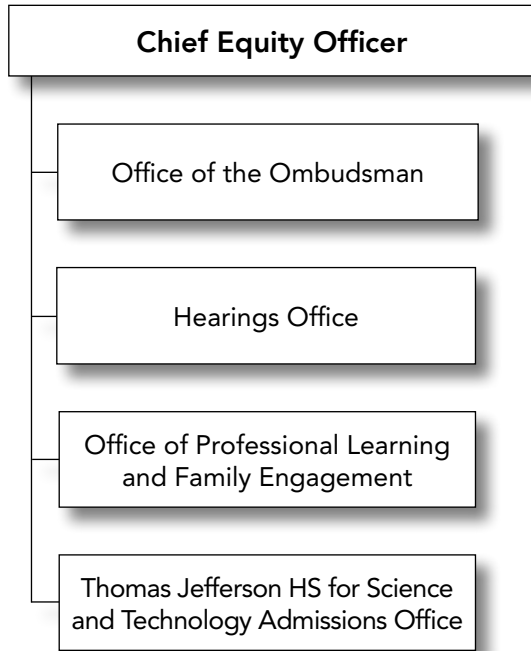 Chief Equity Officer
Office of the Ombudsman
Hearings Office
Office of Professional Learning
and Family Engagement
Thomas Jefferson HS for Science
and Technology Admissions Office